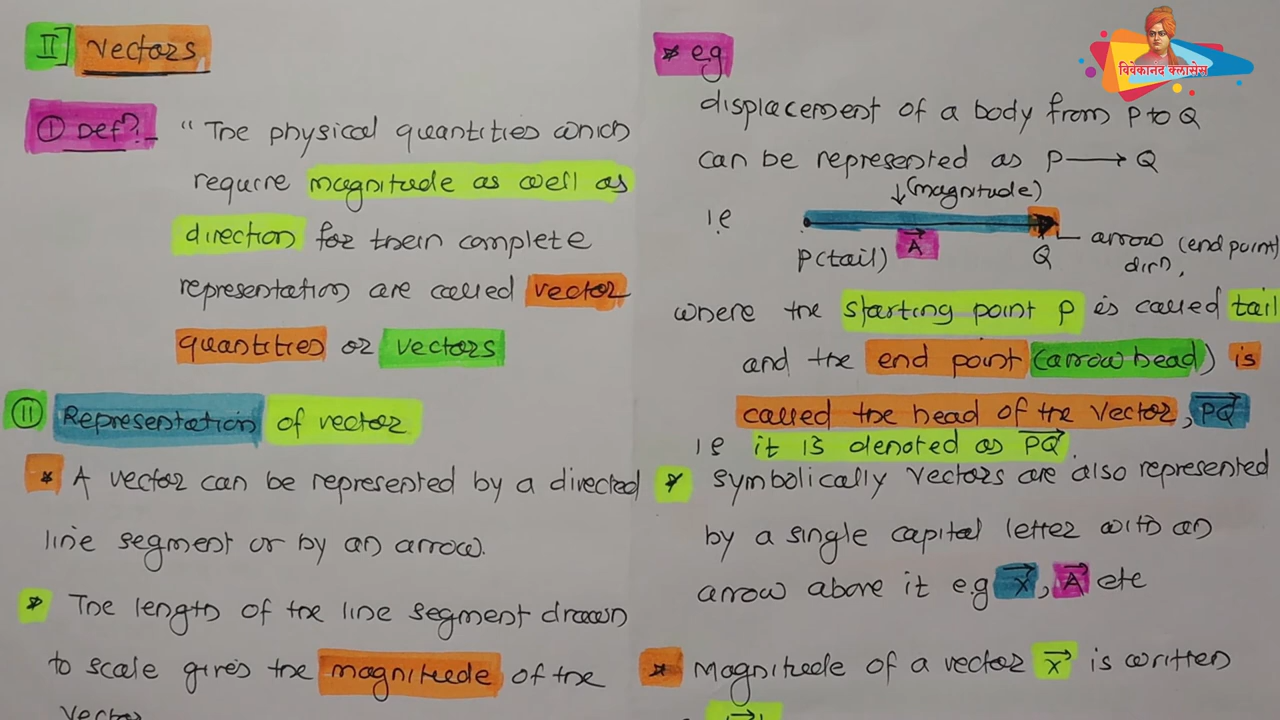 II] Vectors
① Defⁿ.
"The physical quantities which
require magnitude as well as
direction for their complete
representation are called vector
quantities or vectors
II Representation of vector
* A vector can be represented by a directed
line segment or by an arrow.
* The length of the line segment drawn
to scale gives the magnitude of the
vector
* e.g
displacement of a body from P to Q
can be represented as P → Q
↓(magnitude)
i.e
P(tail) A⃗ Q arrow (end point)
dirⁿ,
where the starting point P is called tail
and the end point (arrow head) is
called the head of the vector, P͞Q⃗
ie it is denoted as P͞Q⃗
* symbolically vectors are also represented
by a single capital letter with an
arrow above it e.g x⃗, A⃗ etc
* Magnitude of a vector x⃗ is written
विवेकानंद क्लासेस